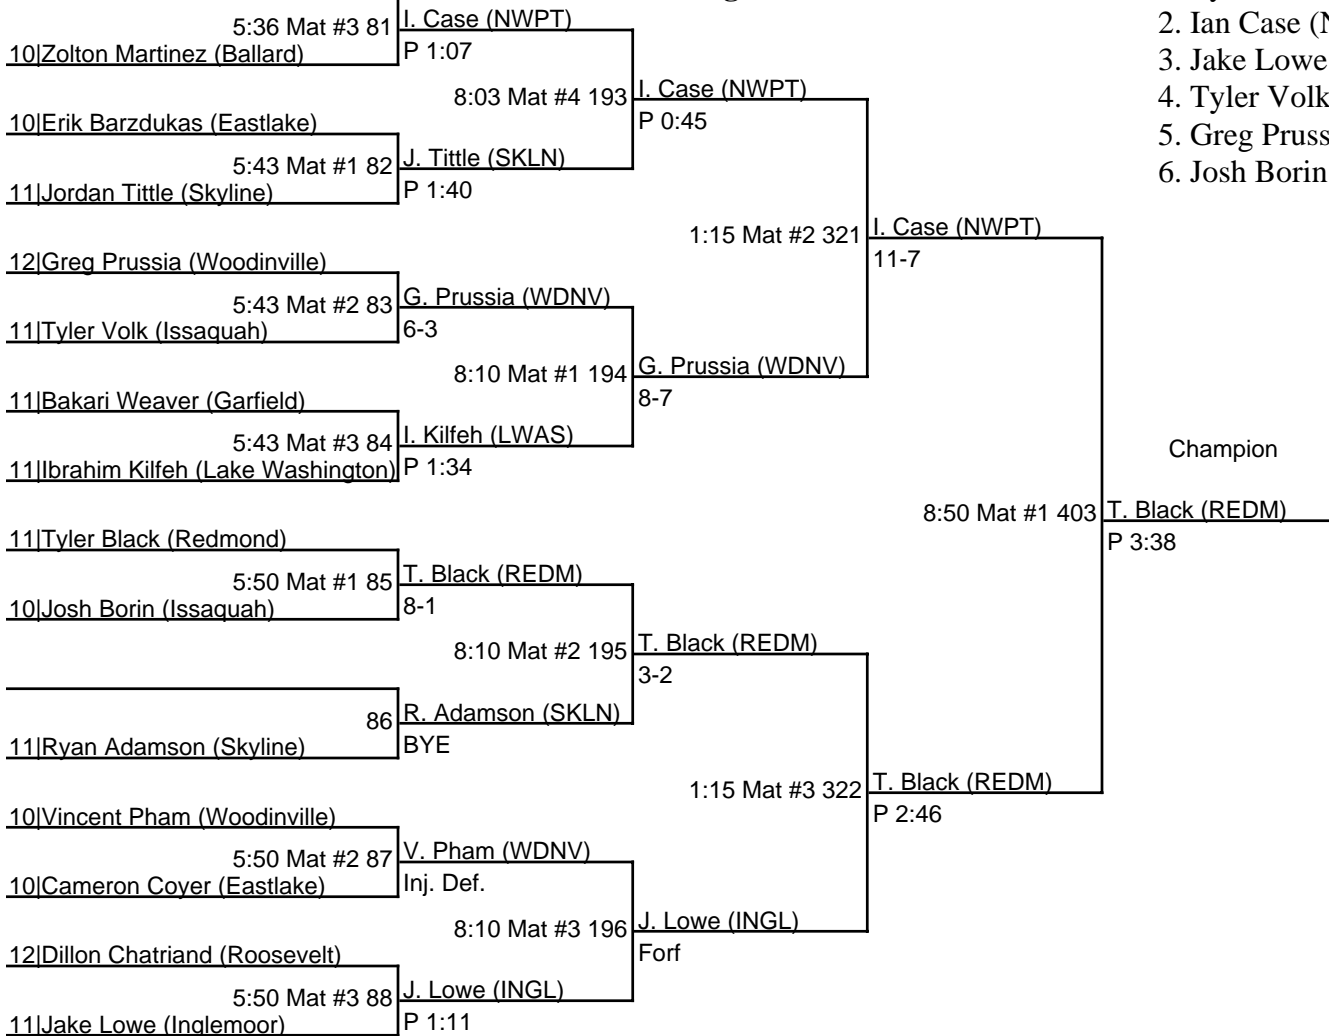 5:36 Mat #3 81
I. Case (NWPT)
10|Zolton Martinez (Ballard)
P 1:07
8:03 Mat #4 193
I. Case (NWPT)
P 0:45
10|Erik Barzdukas (Eastlake)
5:43 Mat #1 82
J. Tittle (SKLN)
11|Jordan Tittle (Skyline)
P 1:40
1:15 Mat #2 321
I. Case (NWPT)
11-7
12|Greg Prussia (Woodinville)
5:43 Mat #2 83
G. Prussia (WDNV)
11|Tyler Volk (Issaquah)
6-3
8:10 Mat #1 194
G. Prussia (WDNV)
8-7
11|Bakari Weaver (Garfield)
5:43 Mat #3 84
I. Kilfeh (LWAS)
11|Ibrahim Kilfeh (Lake Washington)
P 1:34
Champion
8:50 Mat #1 403
T. Black (REDM)
P 3:38
11|Tyler Black (Redmond)
5:50 Mat #1 85
T. Black (REDM)
10|Josh Borin (Issaquah)
8-1
8:10 Mat #2 195
T. Black (REDM)
3-2
86
R. Adamson (SKLN)
11|Ryan Adamson (Skyline)
BYE
1:15 Mat #3 322
T. Black (REDM)
P 2:46
10|Vincent Pham (Woodinville)
5:50 Mat #2 87
V. Pham (WDNV)
10|Cameron Coyer (Eastlake)
Inj. Def.
8:10 Mat #3 196
J. Lowe (INGL)
Forf
12|Dillon Chatriand (Roosevelt)
5:50 Mat #3 88
J. Lowe (INGL)
11|Jake Lowe (Inglemoor)
P 1:11
2. Ian Case (N
3. Jake Lowe
4. Tyler Volk
5. Greg Pruss
6. Josh Borin